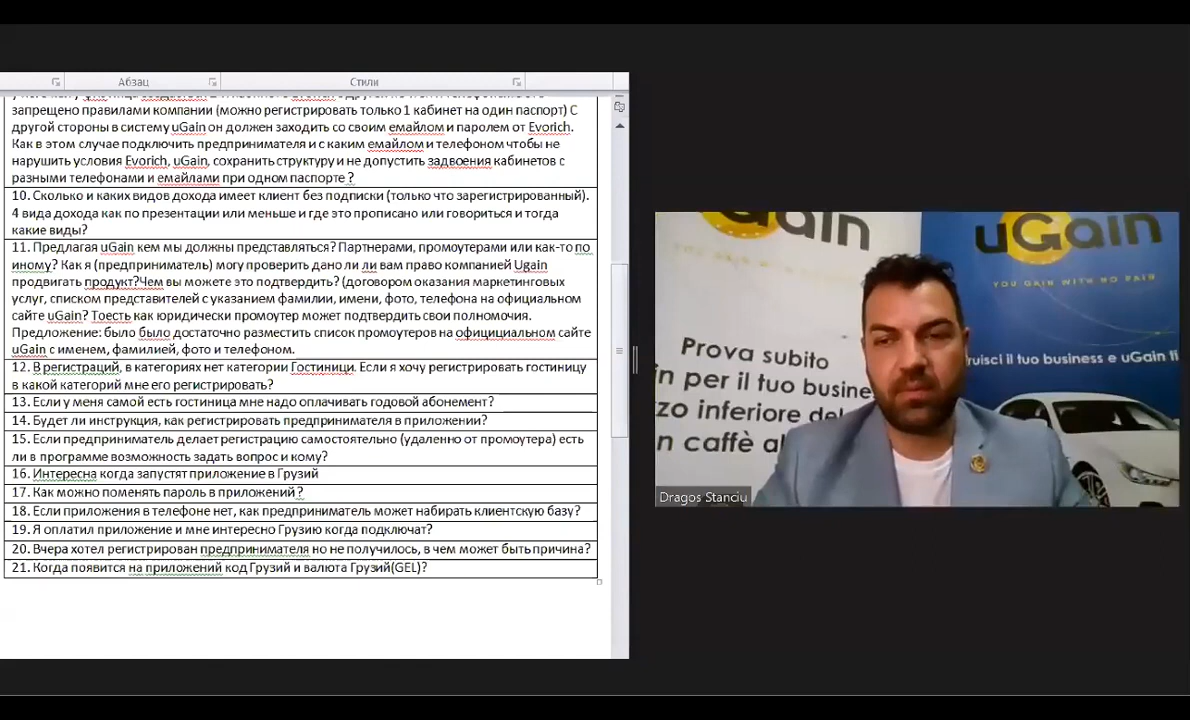 Абзац
Стили
запрещено правилами компании (можно регистрировать только 1 кабинет на один паспорт) С
другой стороны в систему uGain он должен заходить со своим емайлом и паролем от Evorich.
Как в этом случае подключить предпринимателя и с каким емайлом и телефоном чтобы не
нарушить условия Evorich, uGain, сохранить структуру и не допустить задвоения кабинетов с
разными телефонами и емайлами при одном паспорте ?
10. Сколько и каких видов дохода имеет клиент без подписки (только что зарегистрированный).
4 вида дохода как по презентации или меньше и где это прописано или говориться и тогда
какие виды?
11. Предлагая uGain кем мы должны представляться? Партнерами, промоутерами или как-то по
иному? Как я (предприниматель) могу проверить дано ли ли вам право компанией Ugain
продвигать продукт?Чем вы можете это подтвердить? (договором оказания маркетинговых
услуг, списком представителей с указанием фамилии, имени, фото, телефона на официальном
сайте uGain? Тоесть как юридически промоутер может подтвердить свои полномочия.
Предложение: было было достаточно разместить список промоутеров на официциальном сайте
uGain с именем, фамилией, фото и телефоном.
12. В регистраций, в категориях нет категории Гостиници. Если я хочу регистрировать гостиницу
в какой категорий мне его регистрировать?
13. Если у меня самой есть гостиница мне надо оплачивать годовой абонемент?
14. Будет ли инструкция, как регистрировать предпринимателя в приложении?
15. Если предприниматель делает регистрацию самостоятельно (удаленно от промоутера) есть
ли в программе возможность задать вопрос и кому?
16. Интересна когда запустят приложение в Грузий
17. Как можно поменять пароль в приложений?
18. Если приложения в телефоне нет, как предприниматель может набирать клиентскую базу?
19. Я оплатил приложение и мне интересно Грузию когда подключат?
20. Вчера хотел регистрирован предпринимателя но не получилось, в чем может быть причина?
21. Когда появится на приложений код Грузий и валюта Грузий(GEL)?
Gain
uGain
YOU GAIN WITH NO PAIN
Prova subito
n per il tuo busine
ruisci il tuo business e uGain ti
zo inferiore del
n caffè al
Dragos Stanciu